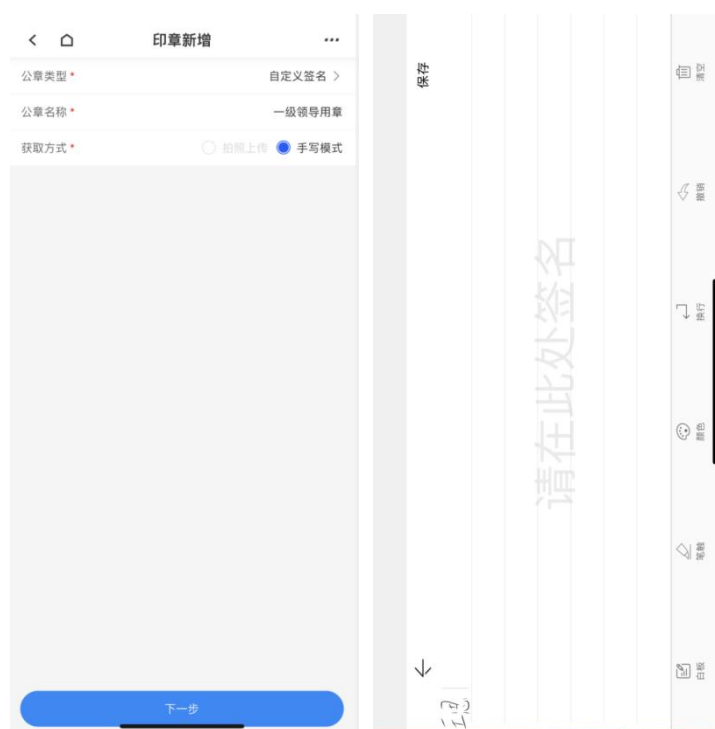 印章新增
公章类型* 自定义签名
公章名称* 一级领导用章
获取方式* 拍照上传 手写模式
下一步
保存
请在此处签名
清空
撤销
换行
颜色
笔触
白板